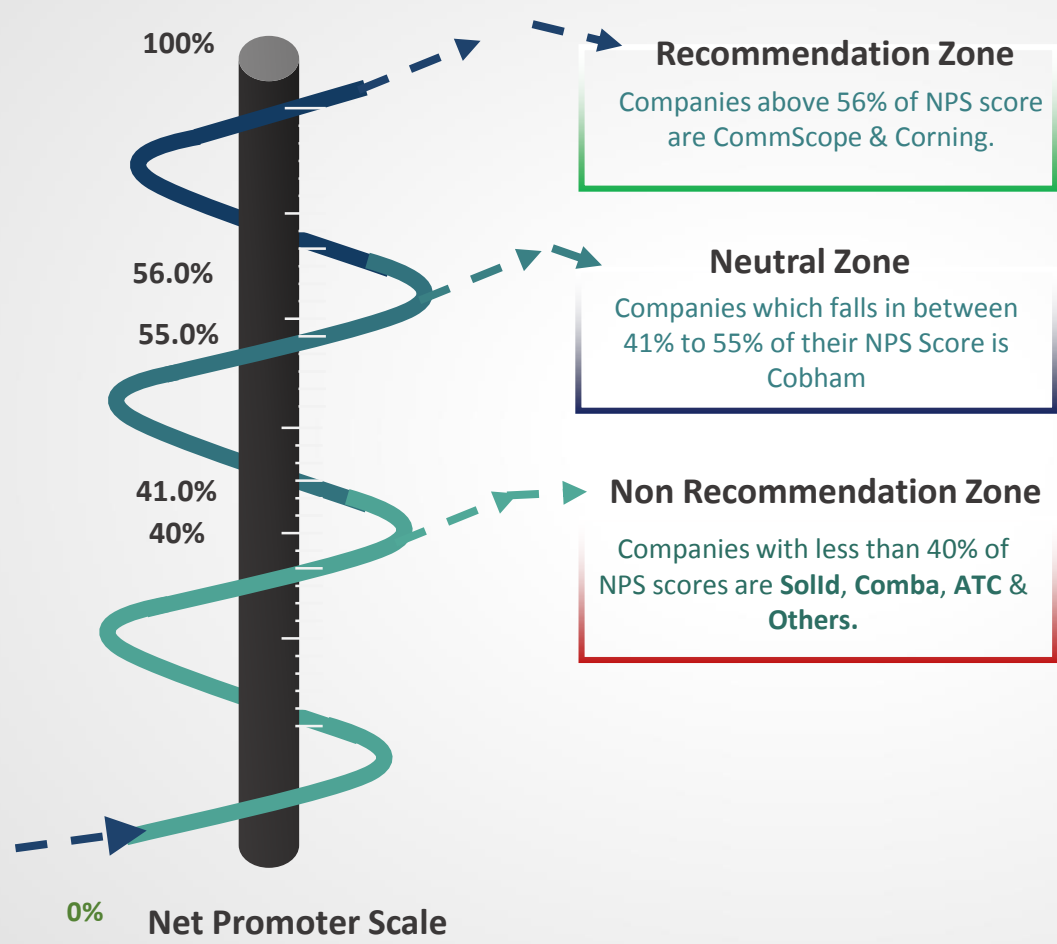 100%
Recommendation Zone
Companies above 56% of NPS score
are CommScope & Corning.
56.0%
Neutral Zone
Companies which falls in between
41% to 55% of their NPS Score is
Cobham
55.0%
41.0%
40%
Non Recommendation Zone
Companies with less than 40% of
NPS scores are SolId, Comba, ATC &
Others.
0%
Net Promoter Scale